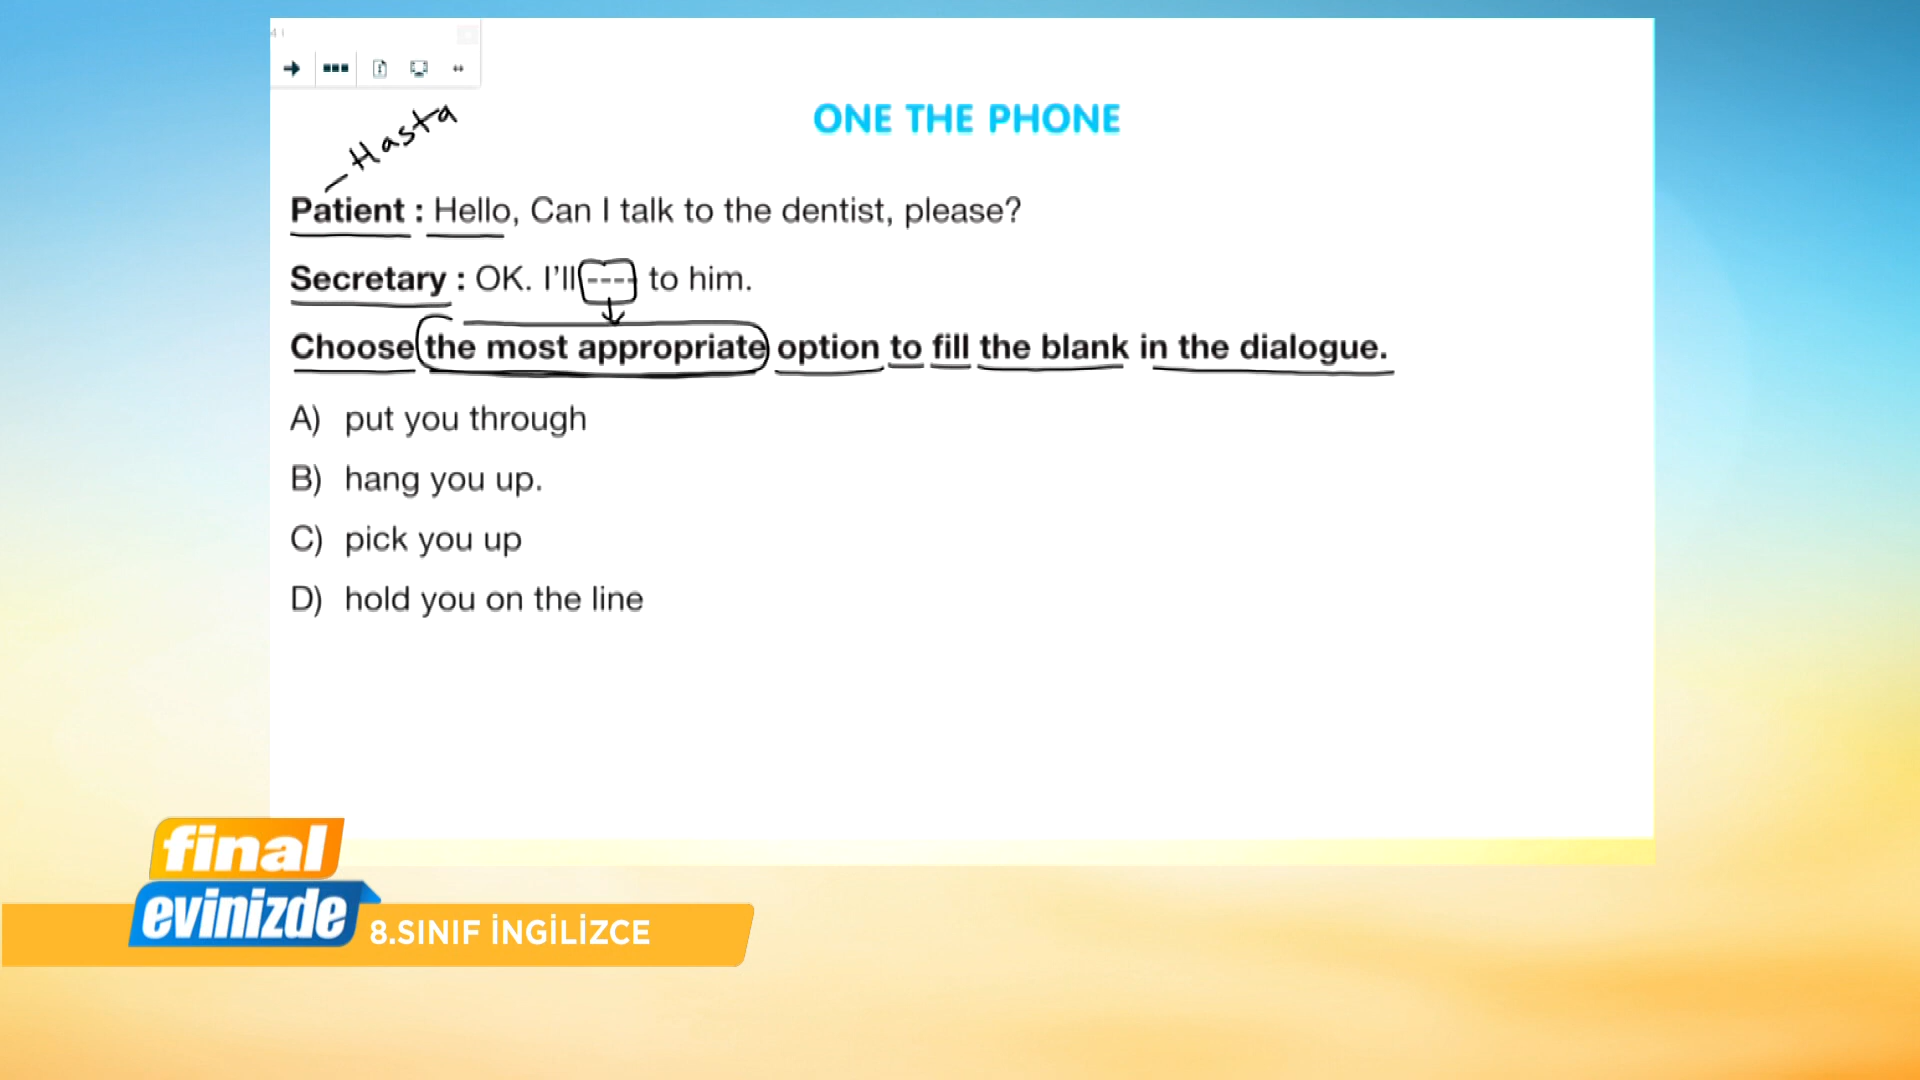 ONE THE PHONE
Hasta
Patient : Hello, Can I talk to the dentist, please?
Secretary : OK. I'll ---- to him.
Choose the most appropriate option to fill the blank in the dialogue.
A) put you through
B) hang you up.
C) pick you up
D) hold you on the line
final
evinizde
8.SINIF İNGİLİZCE